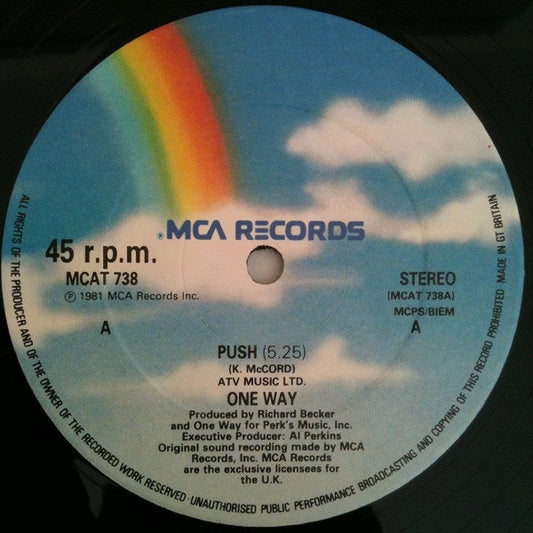 ® MCA RECORDS
45 r.p.m.
MCAT 738
℗ 1981 MCA Records Inc.
A
STEREO
(MCAT 738A)
MCPS/BIEM
A
PUSH (5.25)
(K. McCORD)
ATV MUSIC LTD.
ONE WAY
Produced by Richard Becker
and One Way for Perk's Music, Inc.
Executive Producer: Al Perkins
Original sound recording made by MCA
Records, Inc. MCA Records
are the exclusive licensees for
the U.K.
ALL RIGHTS OF THE PRODUCER AND OF THE OWNER OF THE RECORDED WORK RESERVED · UNAUTHORISED PUBLIC PERFORMANCE BROADCASTING AND COPYING OF THIS RECORD PROHIBITED MADE IN GT BRITAIN